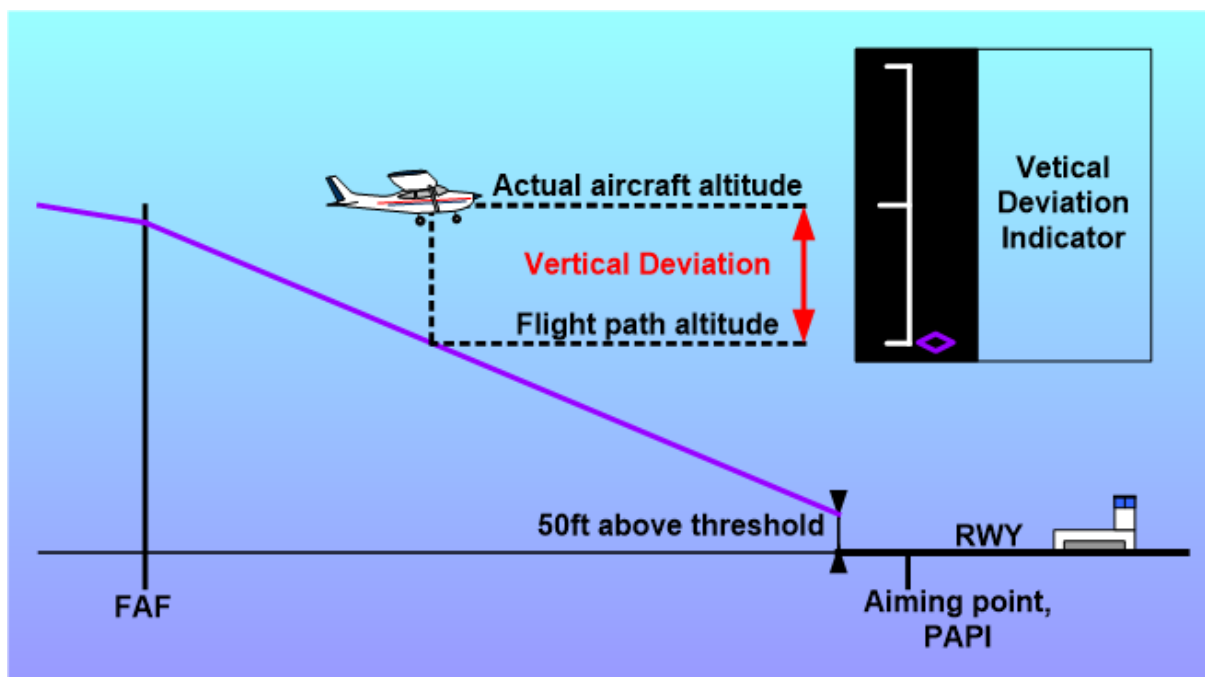 Actual aircraft altitude
Vertical Deviation
Flight path altitude
Vetical
Deviation
Indicator
50ft above threshold
RWY
FAF
Aiming point,
PAPI